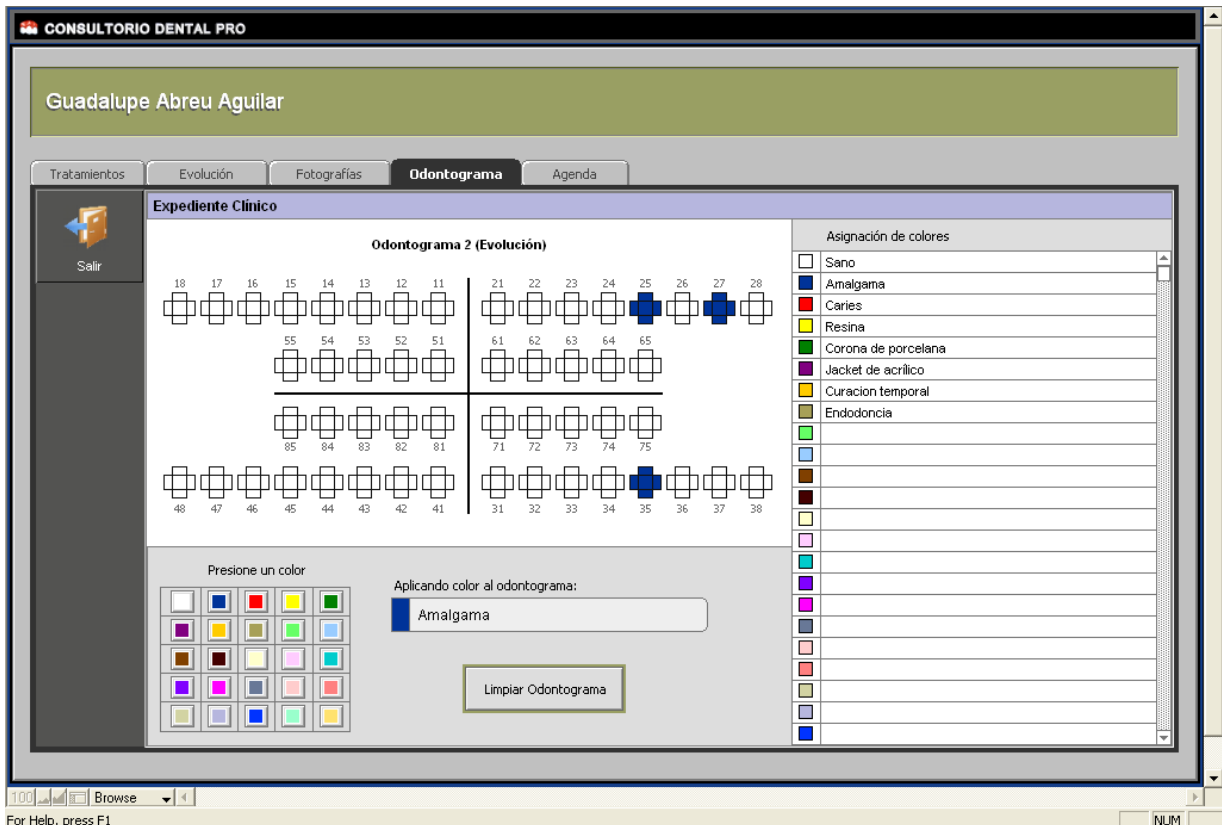 CONSULTORIO DENTAL PRO
Guadalupe Abreu Aguilar
Tratamientos Evolución Fotografías Odontograma Agenda
Salir
Expediente Clínico
Odontograma 2 (Evolución)
18 17 16 15 14 13 12 11 21 22 23 24 25 26 27 28
55 54 53 52 51 61 62 63 64 65
85 84 83 82 81 71 72 73 74 75
48 47 46 45 44 43 42 41 31 32 33 34 35 36 37 38
Asignación de colores
Sano
Amalgama
Caries
Resina
Corona de porcelana
Jacket de acrílico
Curacion temporal
Endodoncia
Presione un color
Aplicando color al odontograma:
Amalgama
Limpiar Odontograma
100 Browse
For Help, press F1
NUM